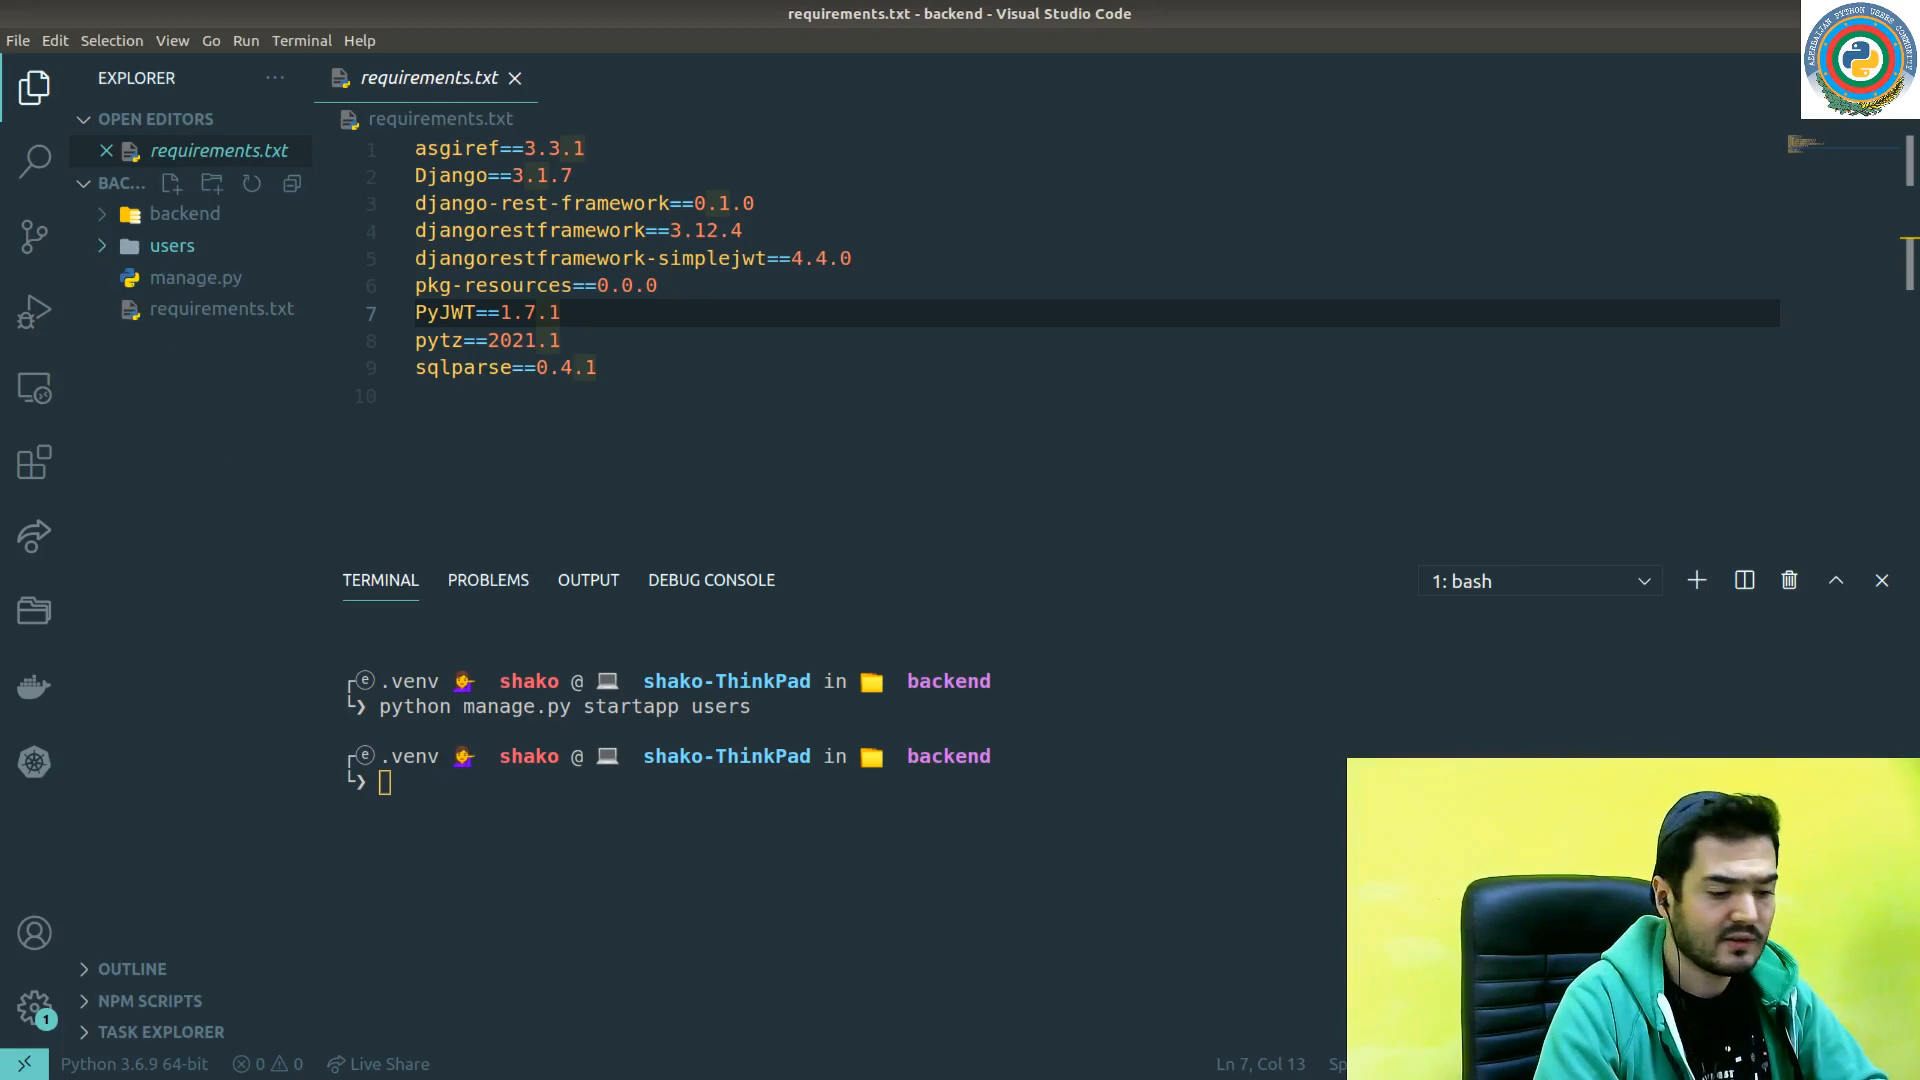 requirements.txt - backend - Visual Studio Code
File Edit Selection View Go Run Terminal Help
AZERBAIJAN PYTHON USERS COMMUNITY
EXPLORER
requirements.txt
OPEN EDITORS
requirements.txt
requirements.txt
BAC...
backend
users
manage.py
requirements.txt
1 asgiref==3.3.1
2 Django==3.1.7
3 django-rest-framework==0.1.0
4 djangorestframework==3.12.4
5 djangorestframework-simplejwt==4.4.0
6 pkg-resources==0.0.0
7 PyJWT==1.7.1
8 pytz==2021.1
9 sqlparse==0.4.1
10
TERMINAL PROBLEMS OUTPUT DEBUG CONSOLE
1: bash
.venv shako @ shako-ThinkPad in backend
python manage.py startapp users
.venv shako @ shako-ThinkPad in backend
OUTLINE
NPM SCRIPTS
TASK EXPLORER
1
Python 3.6.9 64-bit 0 0 Live Share
Ln 7, Col 13 Sp